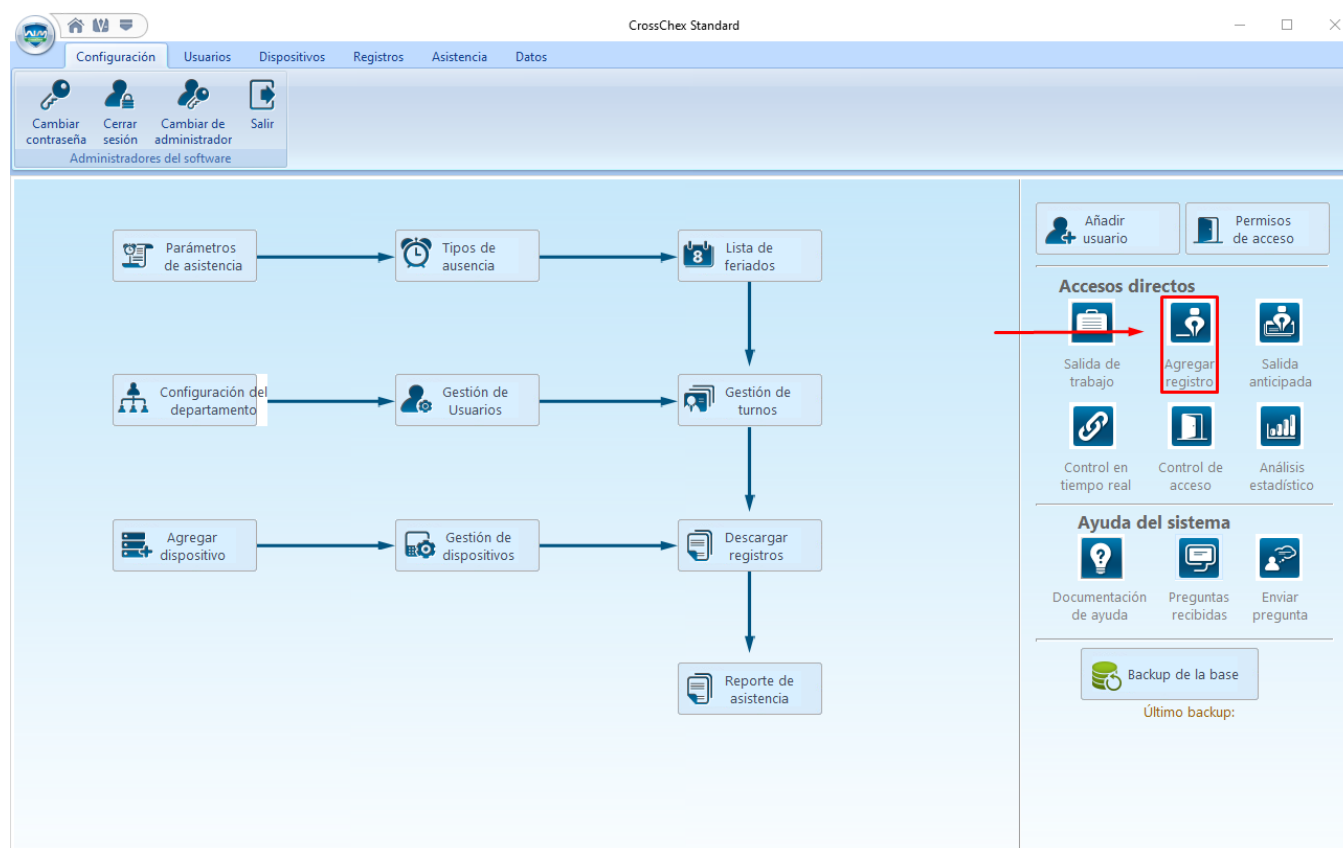 CrossChex Standard
Configuración Usuarios Dispositivos Registros Asistencia Datos
Cambiar contraseña
Cerrar sesión
Cambiar de administrador
Salir
Administradores del software
Parámetros
de asistencia
Tipos de
ausencia
Lista de
feriados
8
Configuración del
departamento
Gestión de
Usuarios
Gestión de
turnos
Agregar
dispositivo
Gestión de
dispositivos
Descargar
registros
Reporte de
asistencia
Añadir
usuario
Permisos
de acceso
Accesos directos
Salida de
trabajo
Agregar
registro
Salida
anticipada
Control en
tiempo real
Control de
acceso
Análisis
estadístico
Ayuda del sistema
Documentación
de ayuda
Preguntas
recibidas
Enviar
pregunta
Backup de la base
Último backup: